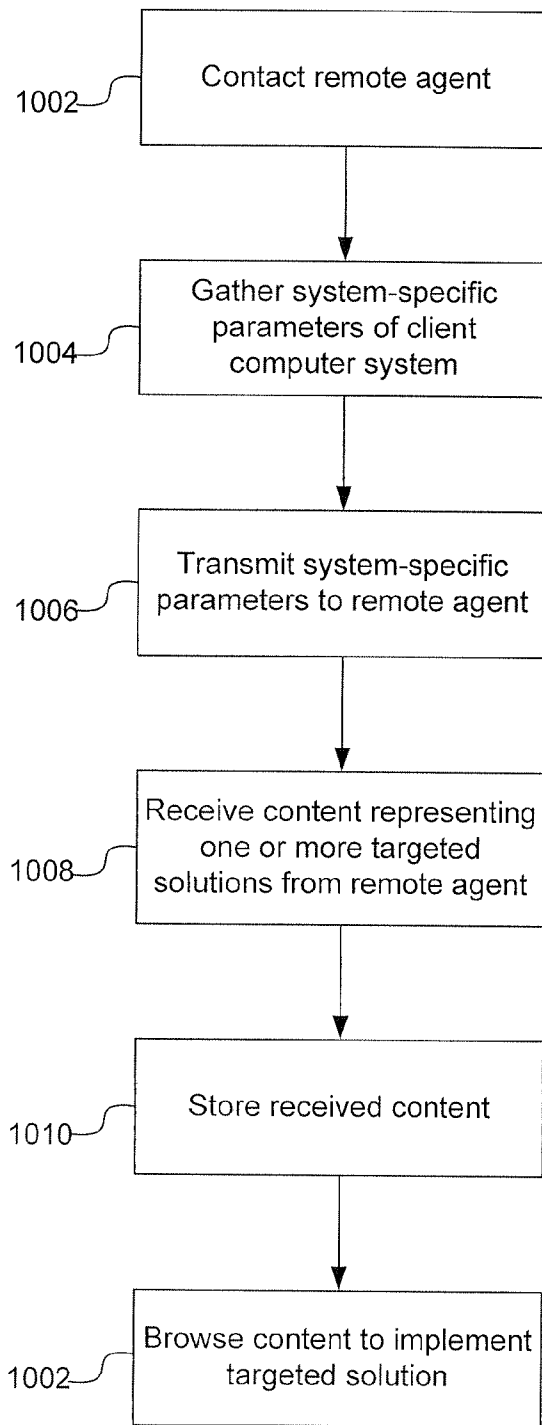 Contact remote agent
1002
Gather system-specific
parameters of client
computer system
1004
Transmit system-specific
parameters to remote agent
1006
Receive content representing
one or more targeted
solutions from remote agent
1008
Store received content
1010
Browse content to implement
targeted solution
1002